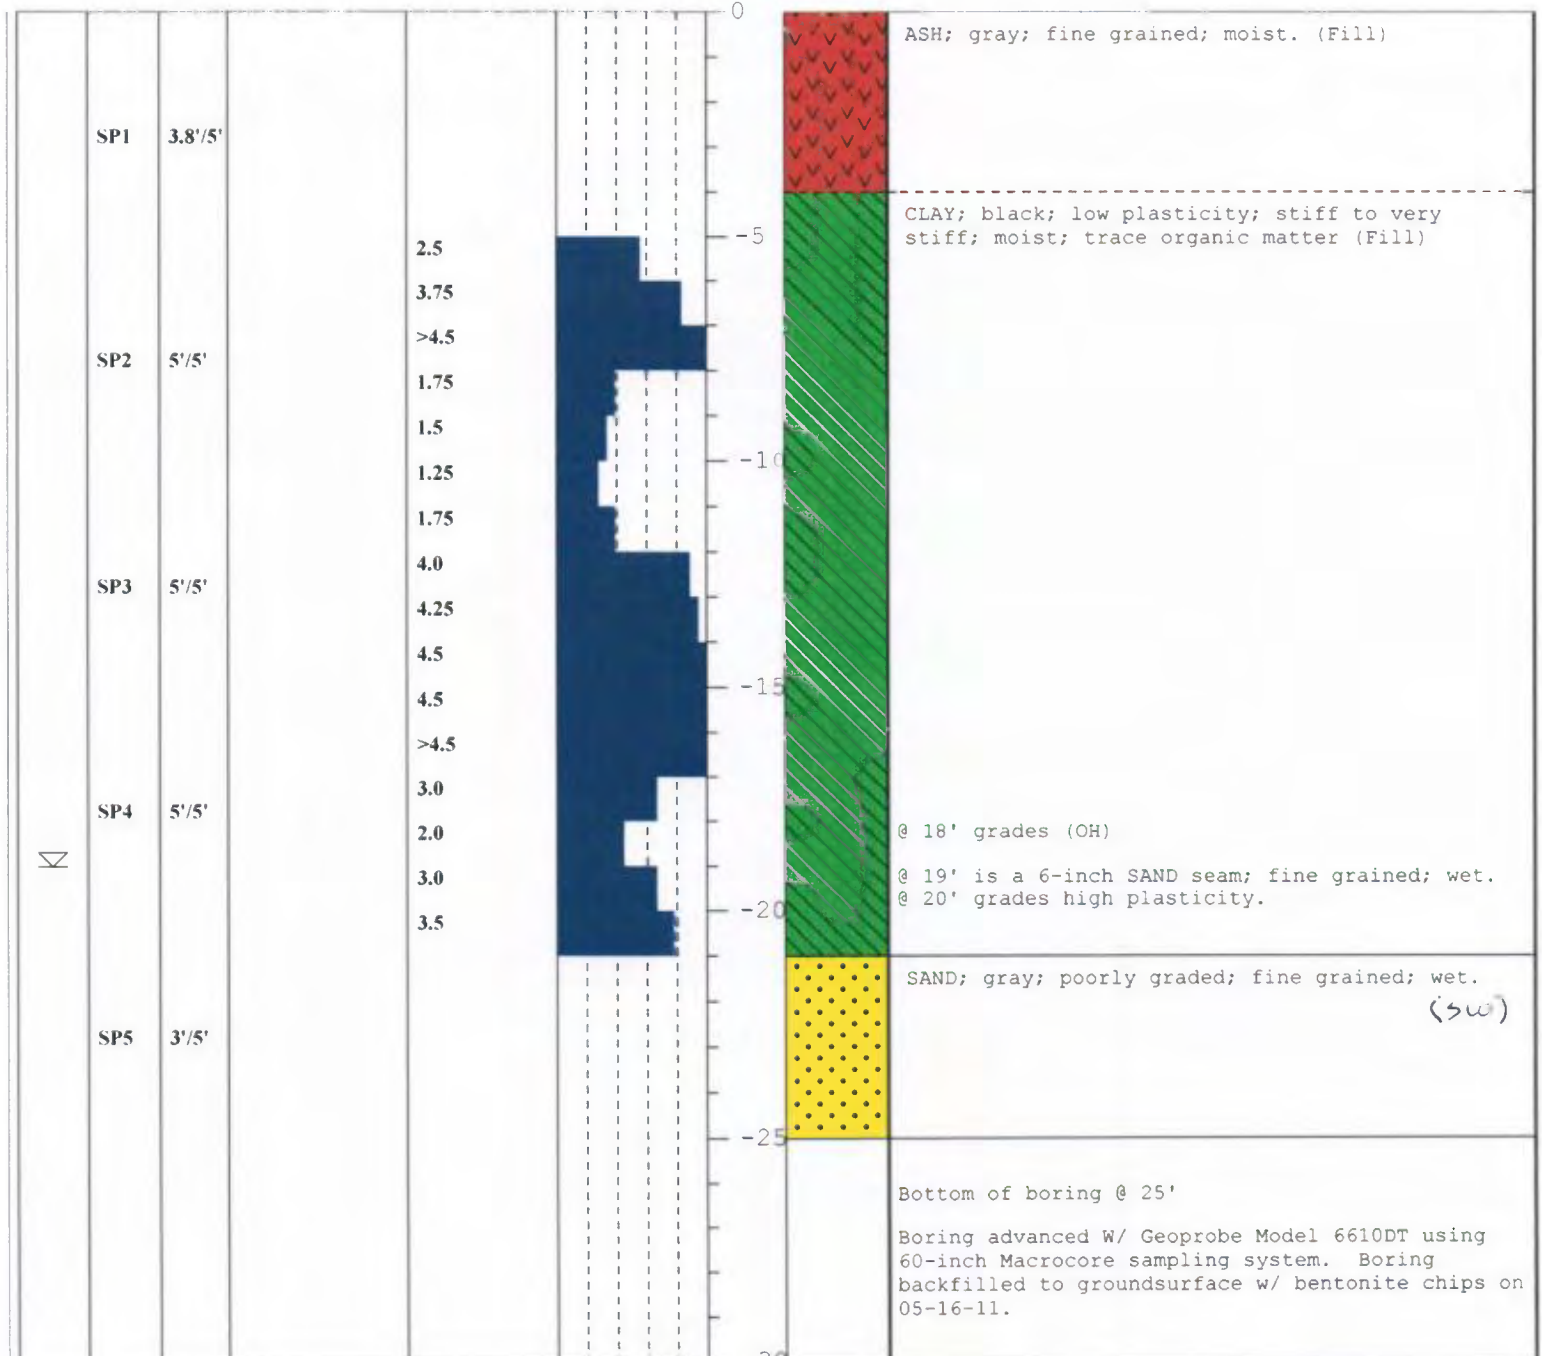 0
ASH; gray; fine grained; moist. (Fill)
SP1 3.8'/5'
CLAY; black; low plasticity; stiff to very
stiff; moist; trace organic matter (Fill)
-5
2.5
3.75
>4.5
SP2 5'/5'
1.75
1.5
-10
1.25
1.75
4.0
SP3 5'/5'
4.25
4.5
-15
4.5
>4.5
3.0
SP4 5'/5'
2.0
@ 18' grades (OH)
3.0
@ 19' is a 6-inch SAND seam; fine grained; wet.
@ 20' grades high plasticity.
-20
3.5
SAND; gray; poorly graded; fine grained; wet.
(SW)
SP5 3'/5'
-25
Bottom of boring @ 25'
Boring advanced W/ Geoprobe Model 6610DT using
60-inch Macrocore sampling system. Boring
backfilled to groundsurface w/ bentonite chips on
05-16-11.